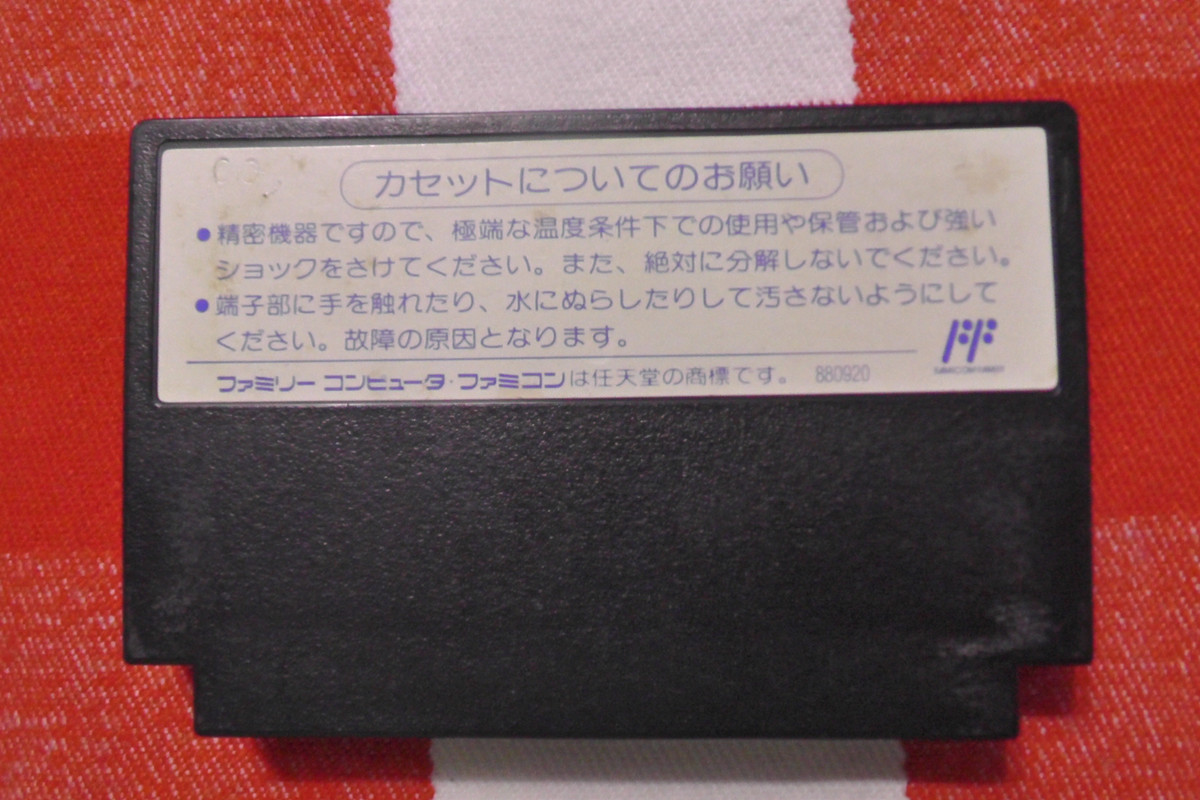 カセットについてのお願い
●精密機器ですので、極端な温度条件下での使用や保管および強い
ショックをさけてください。また、絶対に分解しないでください。
●端子部に手を触れたり、水にぬらしたりして汚さないようにして
ください。故障の原因となります。
ファミリーコンピュータ・ファミコンは任天堂の商標です。 880920